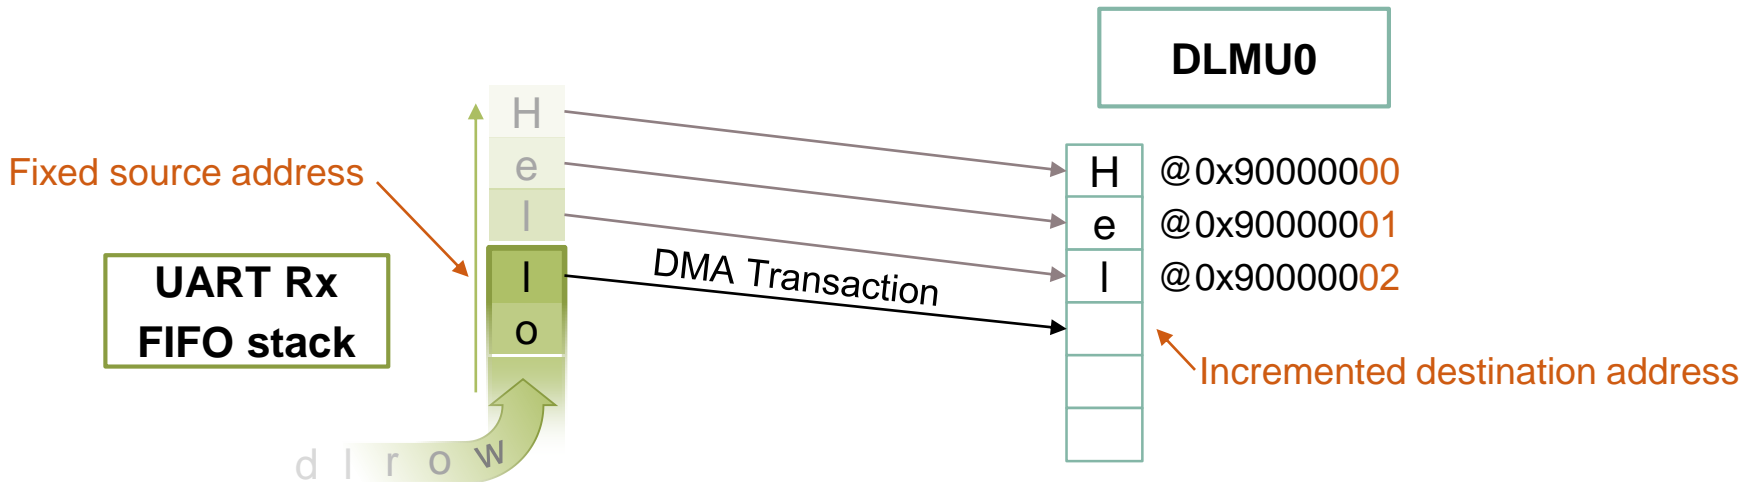 DLMU0
H
e
l
l
o
Fixed source address
UART Rx
FIFO stack
d l r o w
DMA Transaction
H @0x90000000
e @0x90000001
l @0x90000002
Incremented destination address